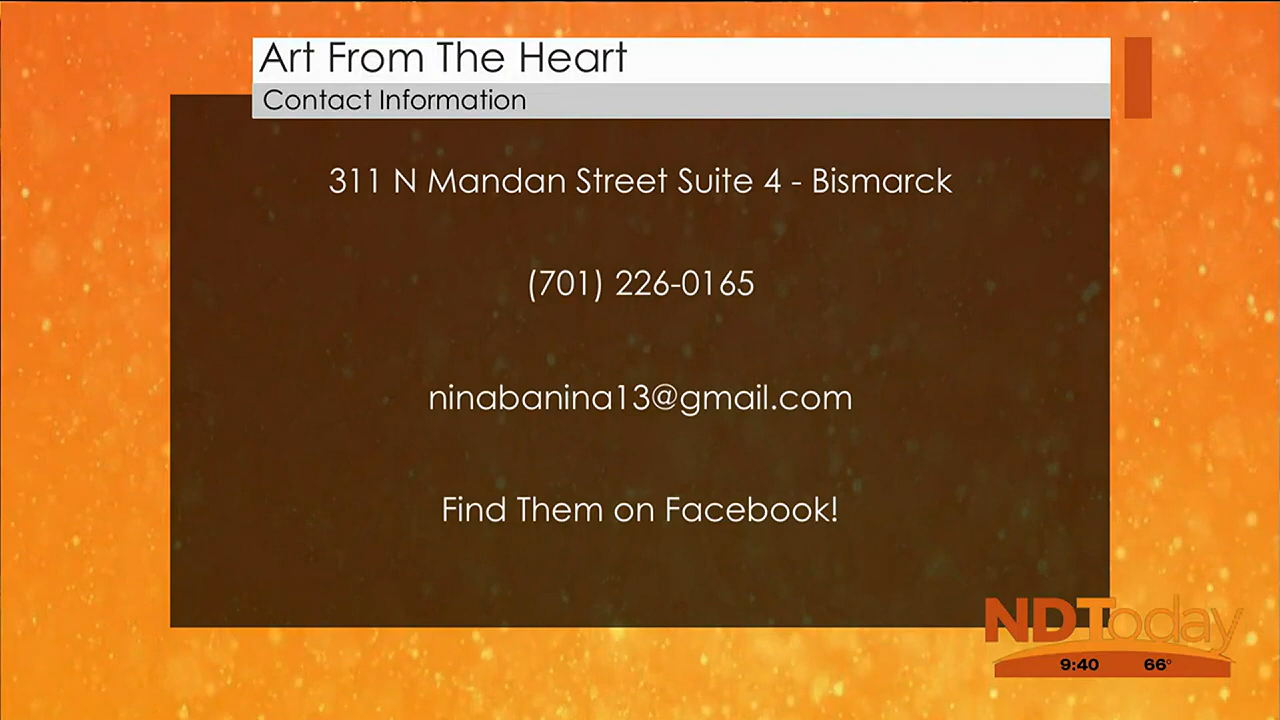 Art From The Heart
Contact Information
311 N Mandan Street Suite 4 - Bismarck
(701) 226-0165
ninabanina13@gmail.com
Find Them on Facebook!
NDToday
9:40 66°